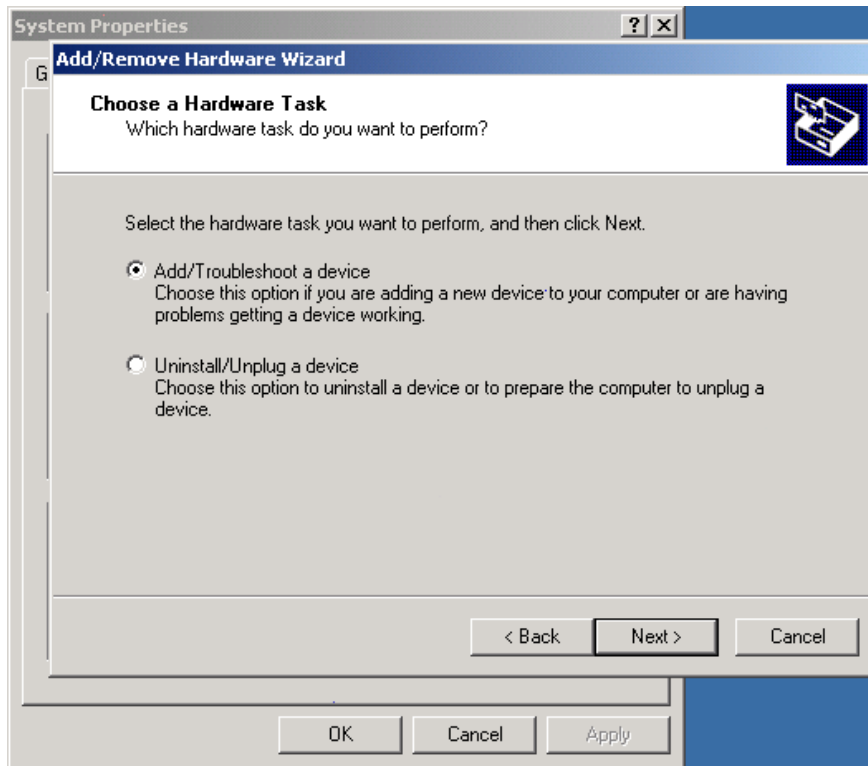 System Properties
G
Add/Remove Hardware Wizard
Choose a Hardware Task
Which hardware task do you want to perform?
Select the hardware task you want to perform, and then click Next.
Add/Troubleshoot a device
Choose this option if you are adding a new device to your computer or are having
problems getting a device working.
Uninstall/Unplug a device
Choose this option to uninstall a device or to prepare the computer to unplug a
device.
< Back Next > Cancel
OK Cancel Apply